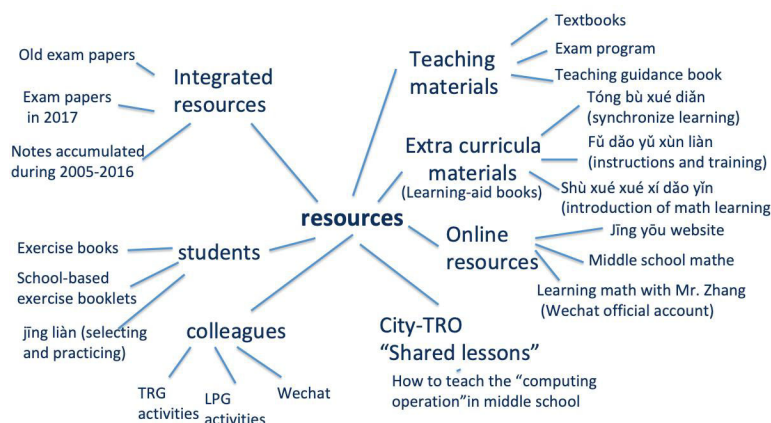 Textbooks
Exam program
Teaching guidance book
Teaching
materials
Old exam papers
Integrated
resources
Exam papers
in 2017
Notes accumulated
during 2005-2016
Tóng bù xué diǎn
(synchronize learning)
Extra curricula
materials
(Learning-aid books)
Fǔ dǎo yǔ xùn liàn
(instructions and training)
Shù xué xué xí dǎo yǐn
(introduction of math learning
resources
Online
resources
Jīng yōu website
Middle school mathe
Learning math with Mr. Zhang
(Wechat official account)
Exercise books
students
School-based
exercise booklets
jīng liàn (selecting
and practicing)
colleagues
TRG
activities
LPG
activities
Wechat
City-TRO
“Shared lessons”
How to teach the “computing
operation”in middle school